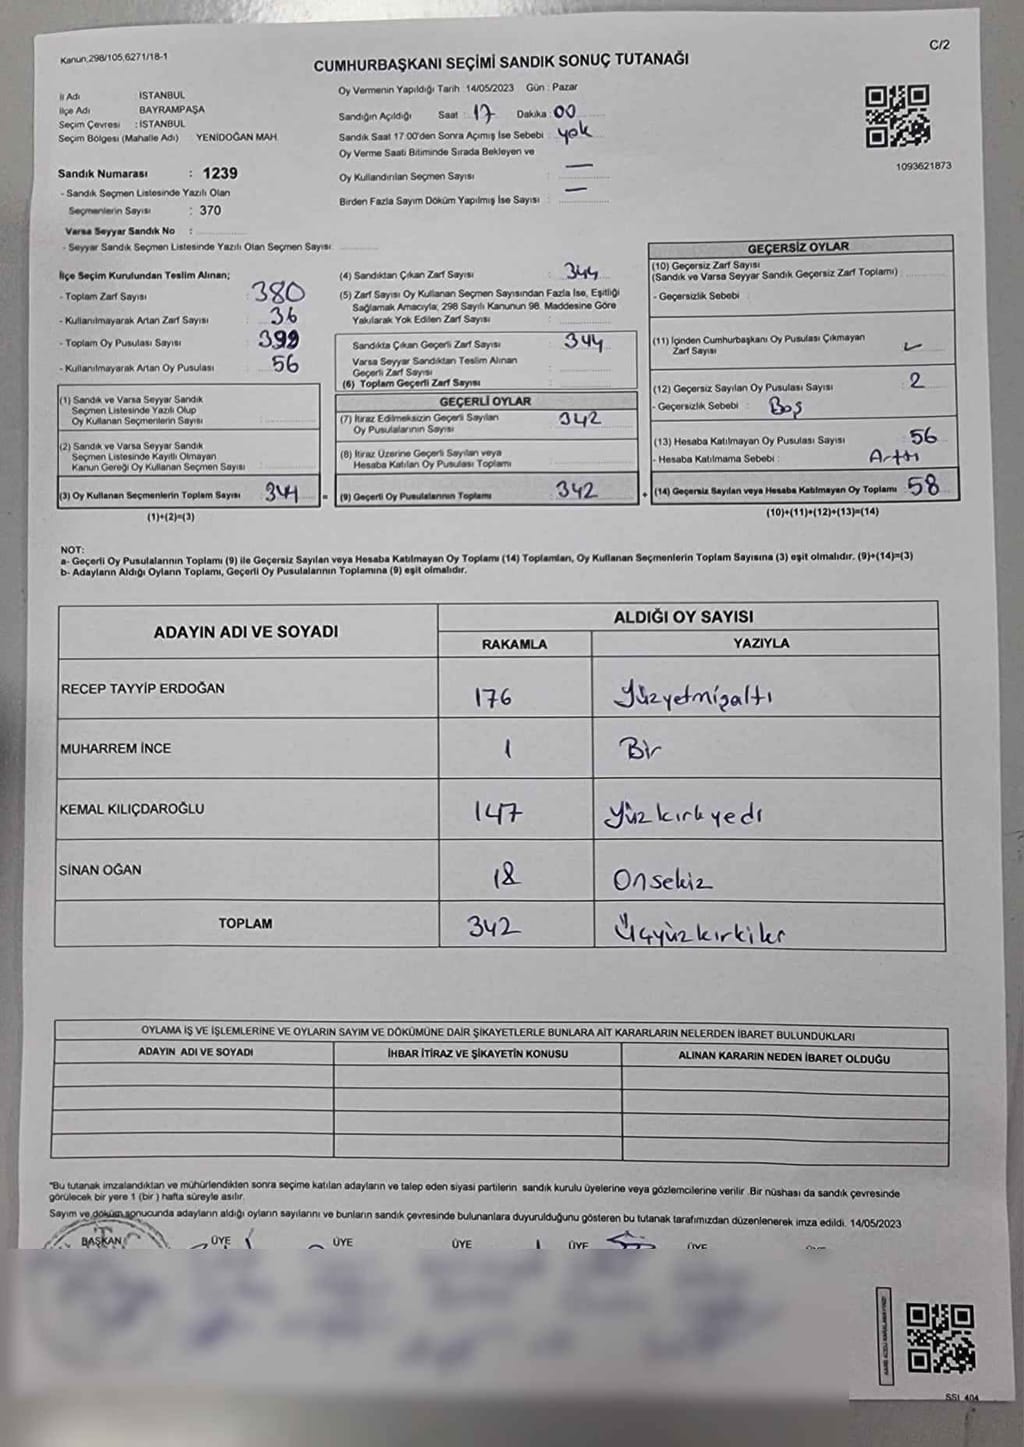 Kanun;298/105,6271/18-1
C/2
CUMHURBAŞKANI SEÇİMİ SANDIK SONUÇ TUTANAĞI
İl Adı : İSTANBUL
İlçe Adı : BAYRAMPAŞA
Seçim Çevresi : İSTANBUL
Seçim Bölgesi (Mahalle Adı) : YENİDOĞAN MAH.
Oy Vermenin Yapıldığı Tarih : 14/05/2023 Gün : Pazar
Sandığın Açıldığı Saat : 17 Dakika : 00
Sandık Saat 17.00'den Sonra Açımış İse Sebebi : yok
Oy Verme Saati Bitiminde Sırada Bekleyen ve
Oy Kullandırılan Seçmen Sayısı : —
Birden Fazla Sayım Döküm Yapılmış İse Sayısı : —
1093621873
Sandık Numarası : 1239
- Sandık Seçmen Listesinde Yazılı Olan
Seçmenlerin Sayısı : 370
Varsa Seyyar Sandık No :
- Seyyar Sandık Seçmen Listesinde Yazılı Olan Seçmen Sayısı:
İlçe Seçim Kurulundan Teslim Alınan;
- Toplam Zarf Sayısı : 380
- Kullanılmayarak Artan Zarf Sayısı : 36
- Toplam Oy Pusulası Sayısı : 399
- Kullanılmayarak Artan Oy Pusulası : 56
(1) Sandık ve Varsa Seyyar Sandık
Seçmen Listesinde Yazılı Olup
Oy Kullanan Seçmenlerin Sayısı :
(2) Sandık ve Varsa Seyyar Sandık
Seçmen Listesinde Kayıtlı Olmayan
Kanun Gereği Oy Kullanan Seçmen Sayısı :
(3) Oy Kullanan Seçmenlerin Toplam Sayısı : 344 =
(1)+(2)=(3)
(4) Sandıktan Çıkan Zarf Sayısı : 344
(5) Zarf Sayısı Oy Kullanan Seçmen Sayısından Fazla İse, Eşitliği
Sağlamak Amacıyla, 298 Sayılı Kanunun 98. Maddesine Göre
Yakılarak Yok Edilen Zarf Sayısı :
Sandıkta Çıkan Geçerli Zarf Sayısı : 344
Varsa Seyyar Sandıktan Teslim Alınan
Geçerli Zarf Sayısı :
(6) Toplam Geçerli Zarf Sayısı :
GEÇERLİ OYLAR
(7) İtiraz Edilmeksizin Geçerli Sayılan
Oy Pusulalarının Sayısı : 342
(8) İtiraz Üzerine Geçerli Sayılan veya
Hesaba Katılan Oy Pusulası Toplamı :
(9) Geçerli Oy Pusulalarının Toplamı : 342 +
GEÇERSİZ OYLAR
(10) Geçersiz Zarf Sayısı
(Sandık ve Varsa Seyyar Sandık Geçersiz Zarf Toplamı) :
- Geçersizlik Sebebi :
(11) İçinden Cumhurbaşkanı Oy Pusulası Çıkmayan
Zarf Sayısı :
(12) Geçersiz Sayılan Oy Pusulası Sayısı : 2
- Geçersizlik Sebebi : Boş
(13) Hesaba Katılmayan Oy Pusulası Sayısı : 56
- Hesaba Katılmama Sebebi : Arttı
(14) Geçersiz Sayılan veya Hesaba Katılmayan Oy Toplamı : 58
(10)+(11)+(12)+(13)=(14)
NOT:
a- Geçerli Oy Pusulalarının Toplamı (9) ile Geçersiz Sayılan veya Hesaba Katılmayan Oy Toplamı (14) Toplamları, Oy Kullanan Seçmenlerin Toplam Sayısına (3) eşit olmalıdır. (9)+(14)=(3)
b- Adayların Aldığı Oyların Toplamı, Geçerli Oy Pusulalarının Toplamına (9) eşit olmalıdır.
ADAYIN ADI VE SOYADI
ALDIĞI OY SAYISI
RAKAMLA YAZIYLA
RECEP TAYYİP ERDOĞAN 176 Yüzyetmişaltı
MUHARREM İNCE 1 Bir
KEMAL KILIÇDAROĞLU 147 Yüzkırkyedi
SİNAN OĞAN 18 Onsekiz
TOPLAM 342 Üçyüzkırkiki
OYLAMA İŞ VE İŞLEMLERİNE VE OYLARIN SAYIM VE DÖKÜMÜNE DAİR ŞİKAYETLERLE BUNLARA AİT KARARLARIN NELERDEN İBARET BULUNDUKLARI
ADAYIN ADI VE SOYADI İHBAR İTİRAZ VE ŞİKAYETİN KONUSU ALINAN KARARIN NEDEN İBARET OLDUĞU
"Bu tutanak imzalandıktan ve mühürlendikten sonra seçime katılan adayların ve talep eden siyasi partilerin sandık kurulu üyelerine veya gözlemcilerine verilir .Bir nüshası da sandık çevresinde
görülecek bir yere 1 (bir ) hafta süreyle asılır.
Sayım ve döküm sonucunda adayların aldığı oyların sayılarını ve bunların sandık çevresinde bulunanlara duyurulduğunu gösteren bu tutanak tarafımızdan düzenlenerek imza edildi. 14/05/2023
BAŞKAN ÜYE ÜYE ÜYE ÜYE ÜYE
SSI_404